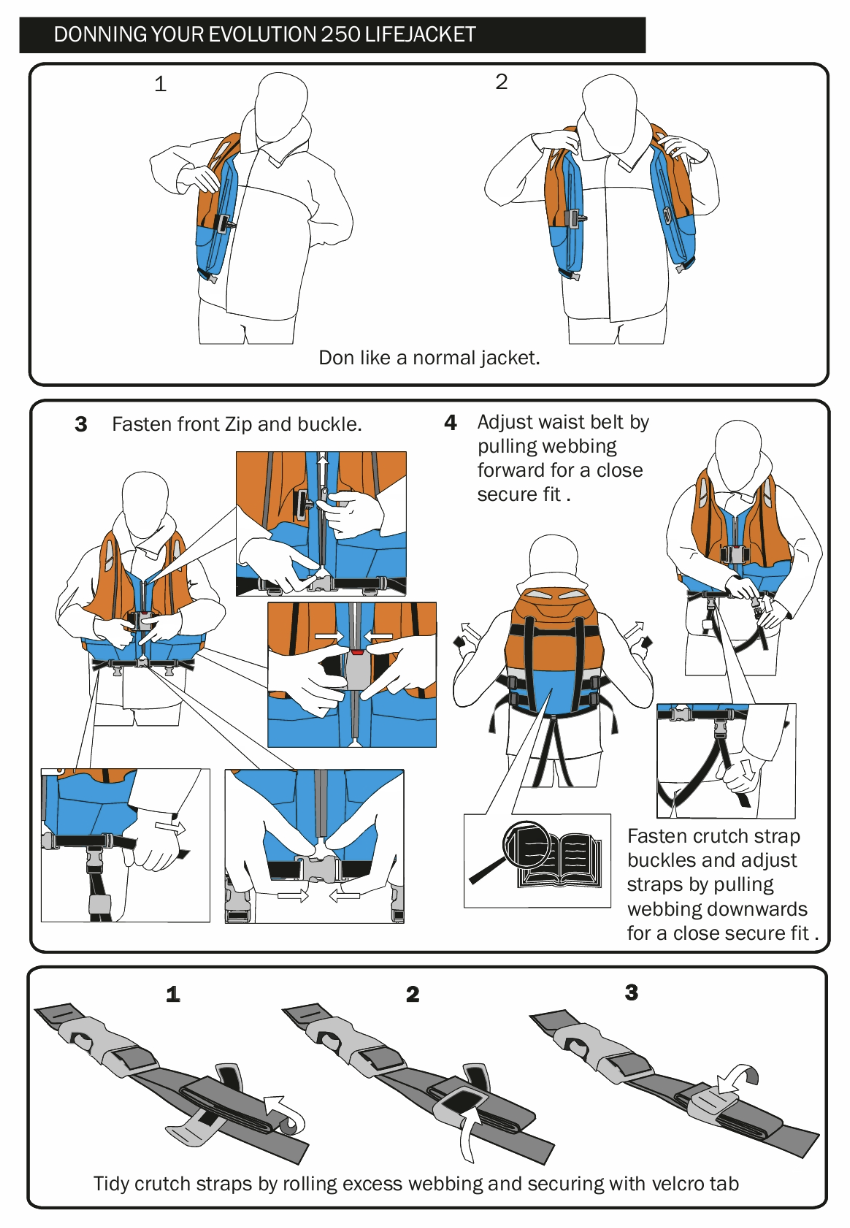 DONNING YOUR EVOLUTION 250 LIFEJACKET
1
2
Don like a normal jacket.
3 Fasten front Zip and buckle.
4 Adjust waist belt by
pulling webbing
forward for a close
secure fit .
Fasten crutch strap
buckles and adjust
straps by pulling
webbing downwards
for a close secure fit .
1
2
3
Tidy crutch straps by rolling excess webbing and securing with velcro tab